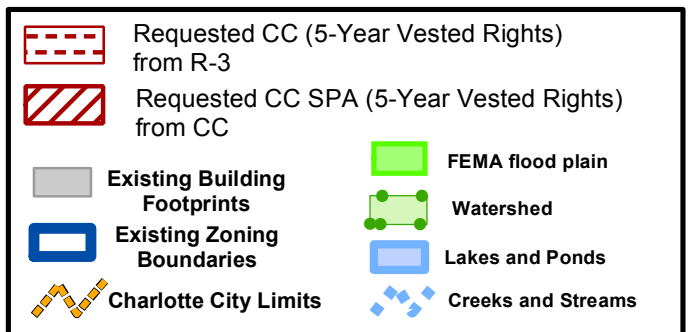 Requested CC (5-Year Vested Rights)
from R-3
Requested CC SPA (5-Year Vested Rights)
from CC
Existing Building
Footprints
Existing Zoning
Boundaries
Charlotte City Limits
FEMA flood plain
Watershed
Lakes and Ponds
Creeks and Streams